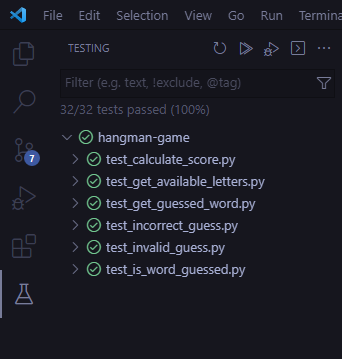 File Edit Selection View Go Run Termina
TESTING
Filter (e.g. text, !exclude, @tag)
32/32 tests passed (100%)
hangman-game
test_calculate_score.py
test_get_available_letters.py
test_get_guessed_word.py
7
test_incorrect_guess.py
test_invalid_guess.py
test_is_word_guessed.py